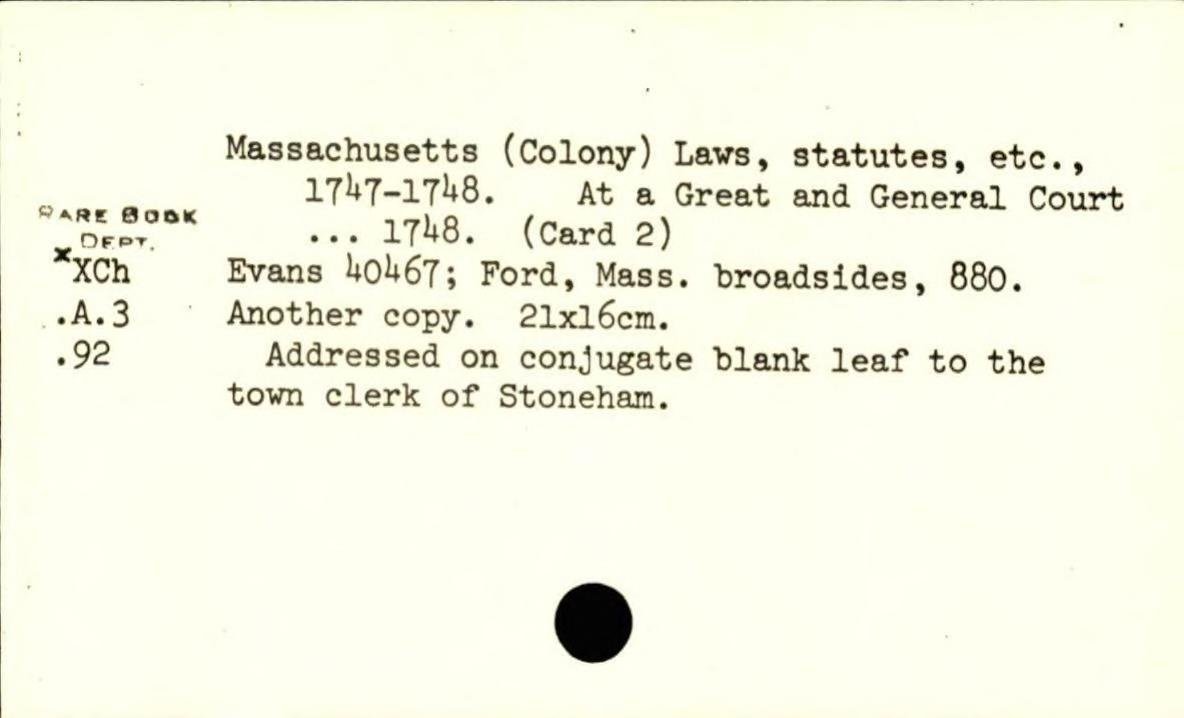 Massachusetts (Colony) Laws, statutes, etc.,
1747-1748. At a Great and General Court
... 1748. (Card 2)
RARE BOOK
DEPT.
xXCh
.A.3
.92
Evans 40467; Ford, Mass. broadsides, 880.
Another copy. 21x16cm.
Addressed on conjugate blank leaf to the
town clerk of Stoneham.